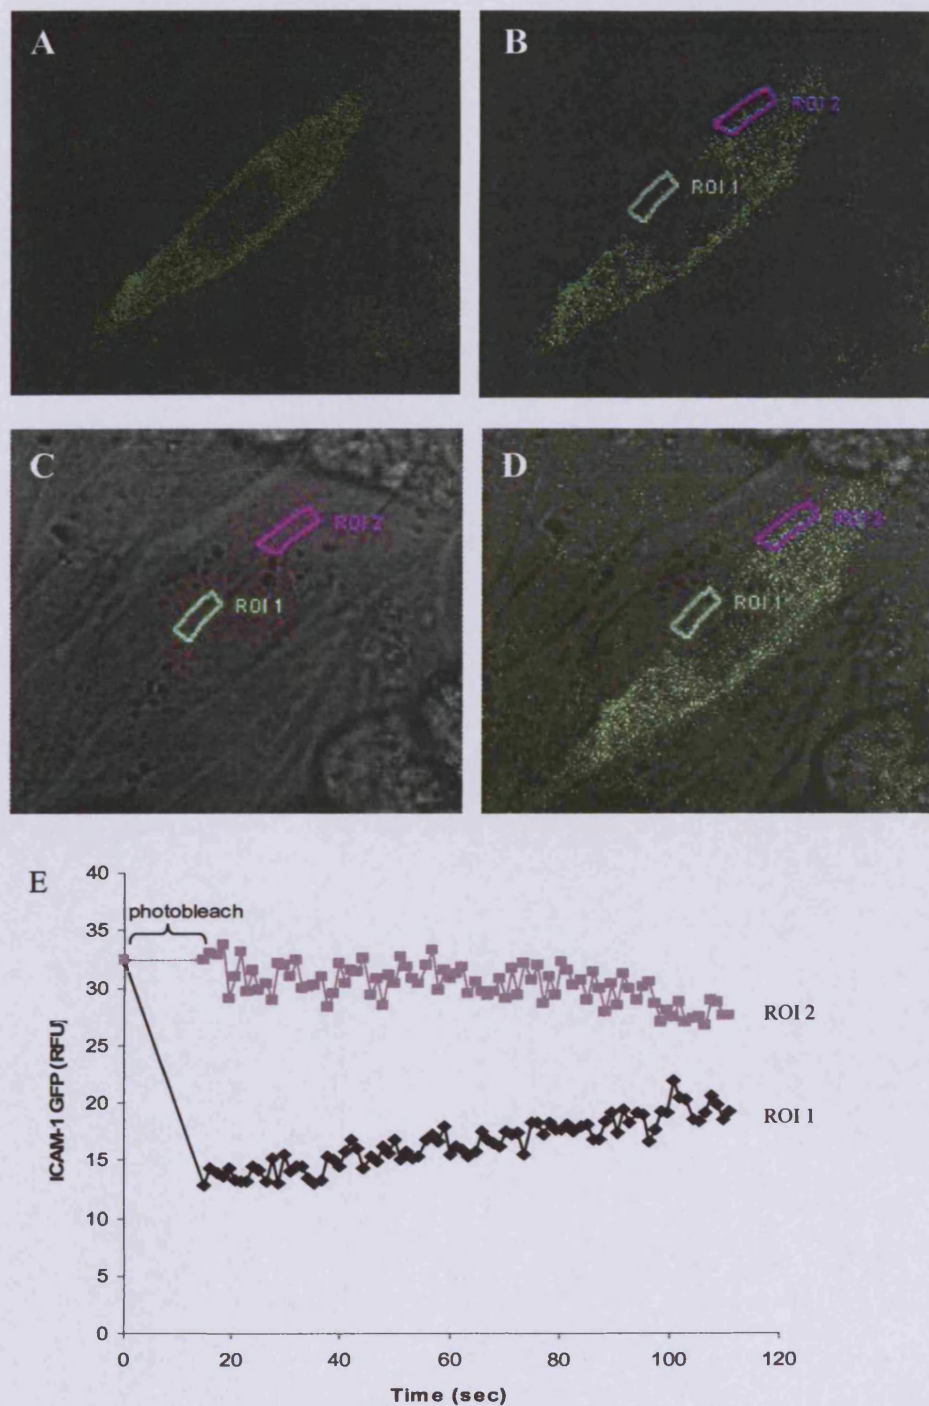 A
B
ROI 2
ROI 1
C
ROI 2
ROI 1
D
ROI 2
ROI 1
E
40
photobleach
35
30
25
20
15
10
5
0
ICAM-1 GFP (RFU)
ROI 2
ROI 1
0 20 40 60 80 100 120
Time (sec)